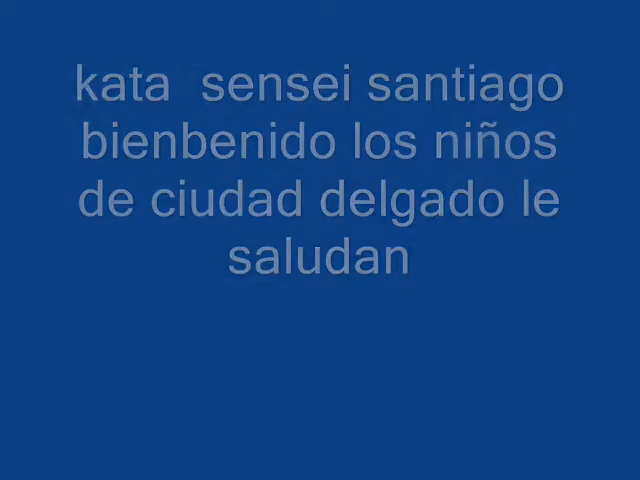 kata  sensei santiago
bienbenido los niños
de ciudad delgado le
saludan